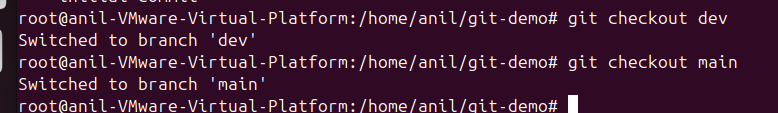 root@anil-VMware-Virtual-Platform:/home/anil/git-demo# git checkout dev
Switched to branch 'dev'
root@anil-VMware-Virtual-Platform:/home/anil/git-demo# git checkout main
Switched to branch 'main'
root@anil-VMware-Virtual-Platform:/home/anil/git-demo#